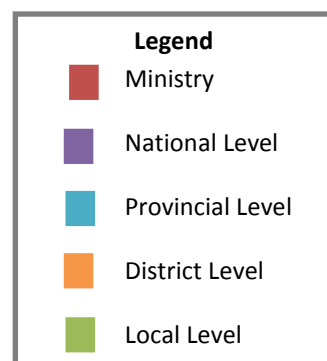 Legend
Ministry
National Level
Provincial Level
District Level
Local Level